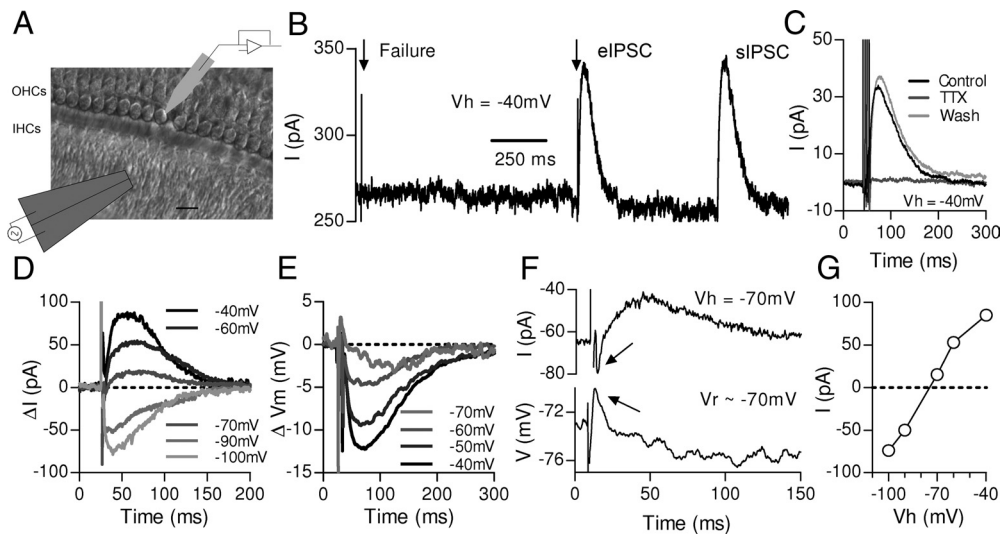 A
OHCs
IHCs
B
350
300
250
I (pA)
Failure
eIPSC
sIPSC
Vh = -40mV
250 ms
C
50
30
10
-10
I (pA)
Control
TTX
Wash
Vh = -40mV
0 100 200 300
Time (ms)
D
100
50
0
-50
-100
ΔI (pA)
-40mV
-60mV
-70mV
-90mV
-100mV
0 50 100 150 200
Time (ms)
E
5
0
-5
-10
-15
Δ Vm (mV)
-70mV
-60mV
-50mV
-40mV
0 100 200 300
Time (ms)
F
-40
-60
-80
I (pA)
Vh = -70mV
-72
-76
V (mV)
Vr ~ -70mV
0 50 100 150
Time (ms)
G
100
50
0
-50
-100
I (pA)
-100 -70 -40
Vh (mV)